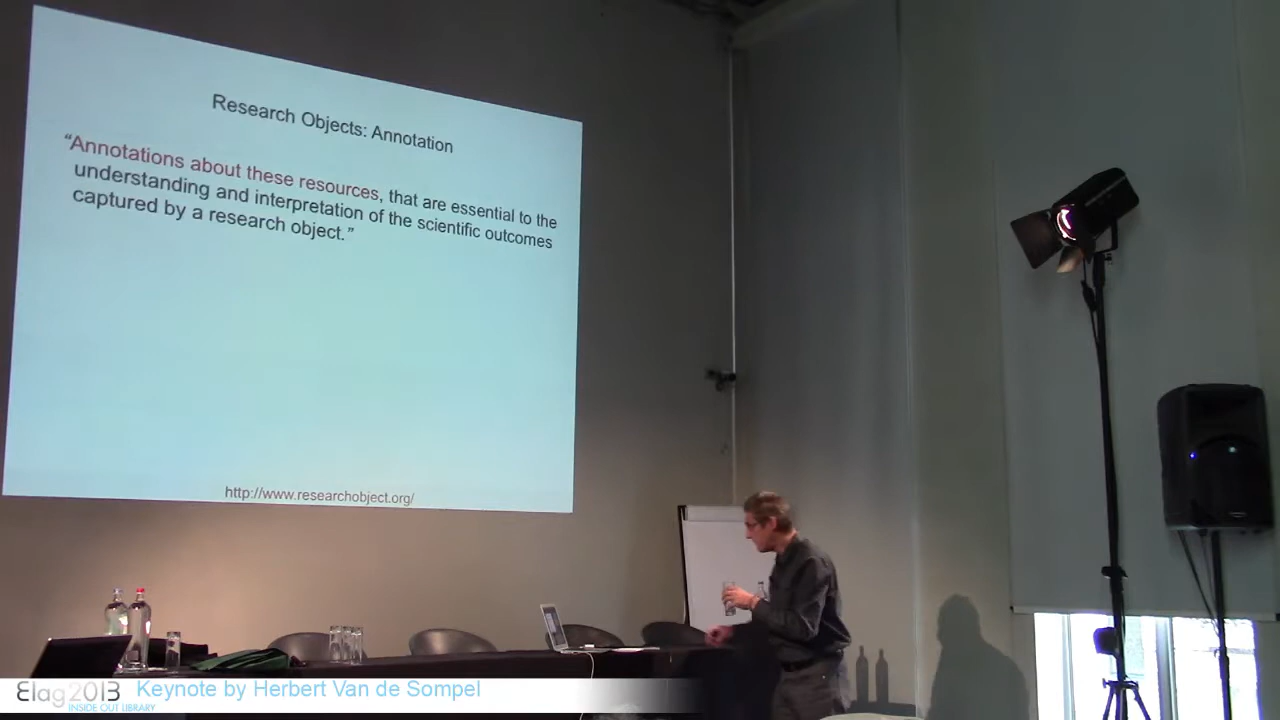 Research Objects: Annotation
“Annotations about these resources, that are essential to the
understanding and interpretation of the scientific outcomes
captured by a research object.”
http://www.researchobject.org/
Elag2013
INSIDE OUT LIBRARY
Keynote by Herbert Van de Sompel